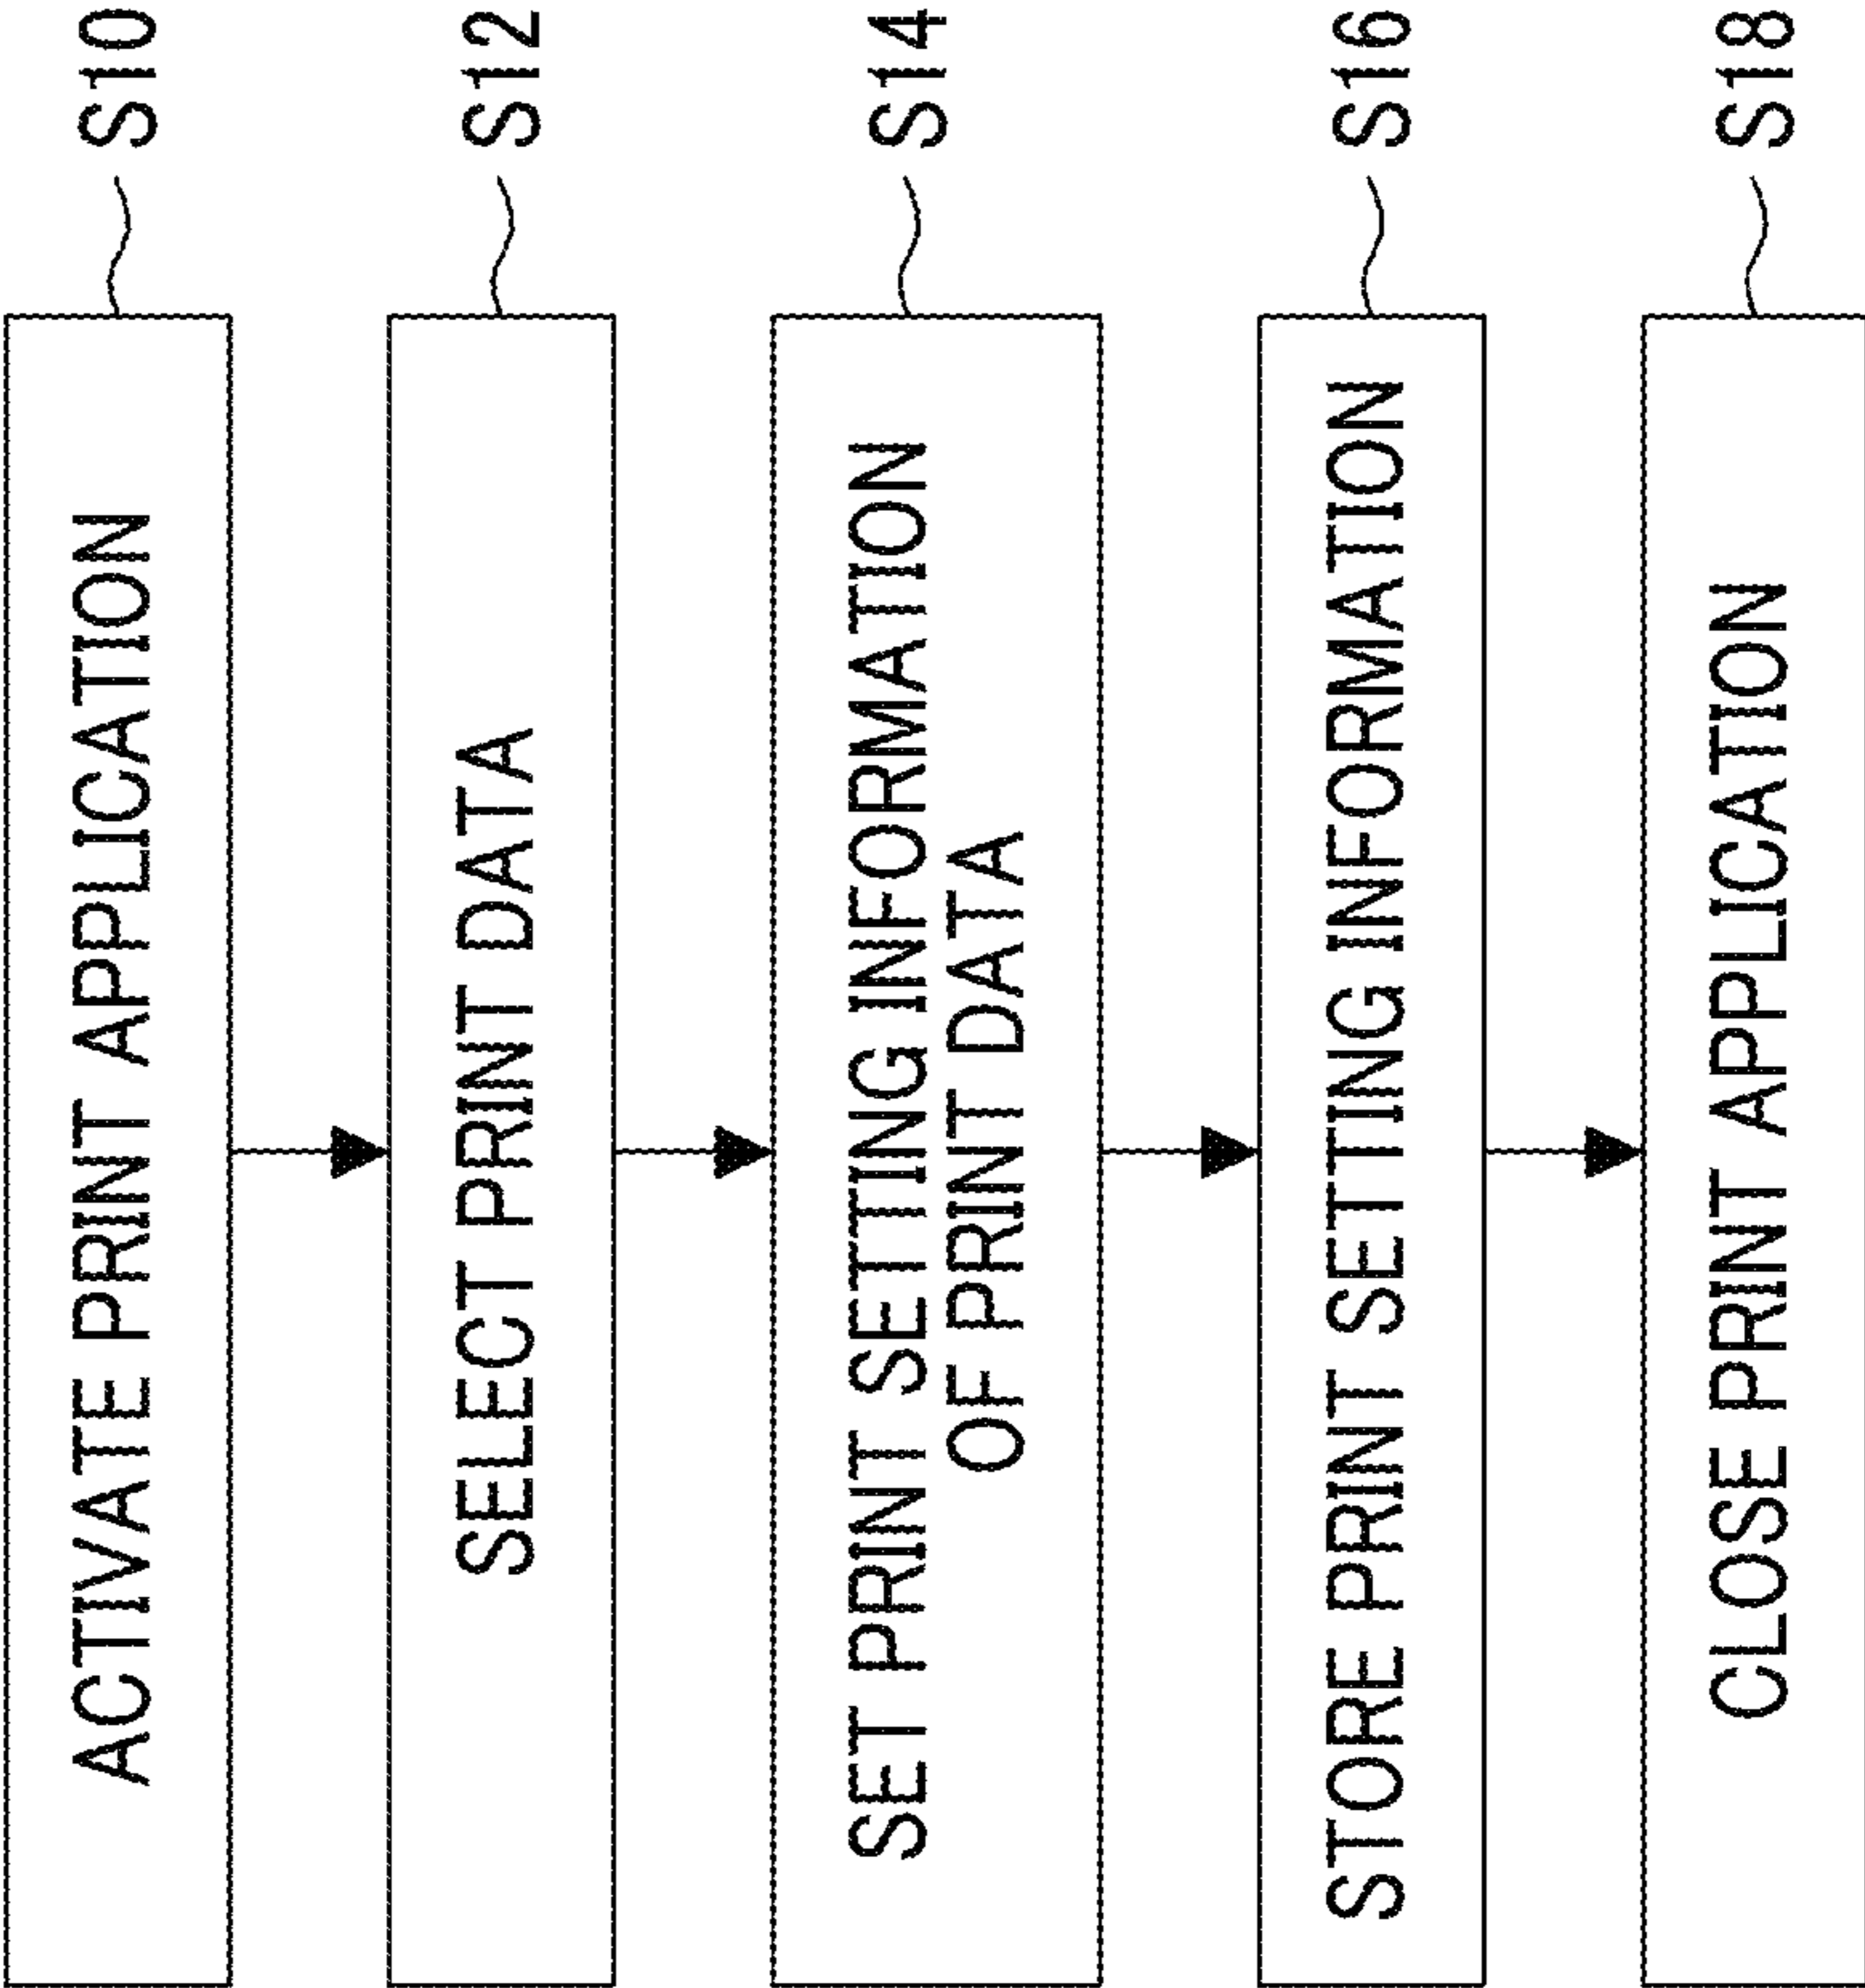 ACTIVATE PRINT APPLICATION
S10
SELECT PRINT DATA
S12
SET PRINT SETTING INFORMATION
OF PRINT DATA
S14
STORE PRINT SETTING INFORMATION
S16
CLOSE PRINT APPLICATION
S18